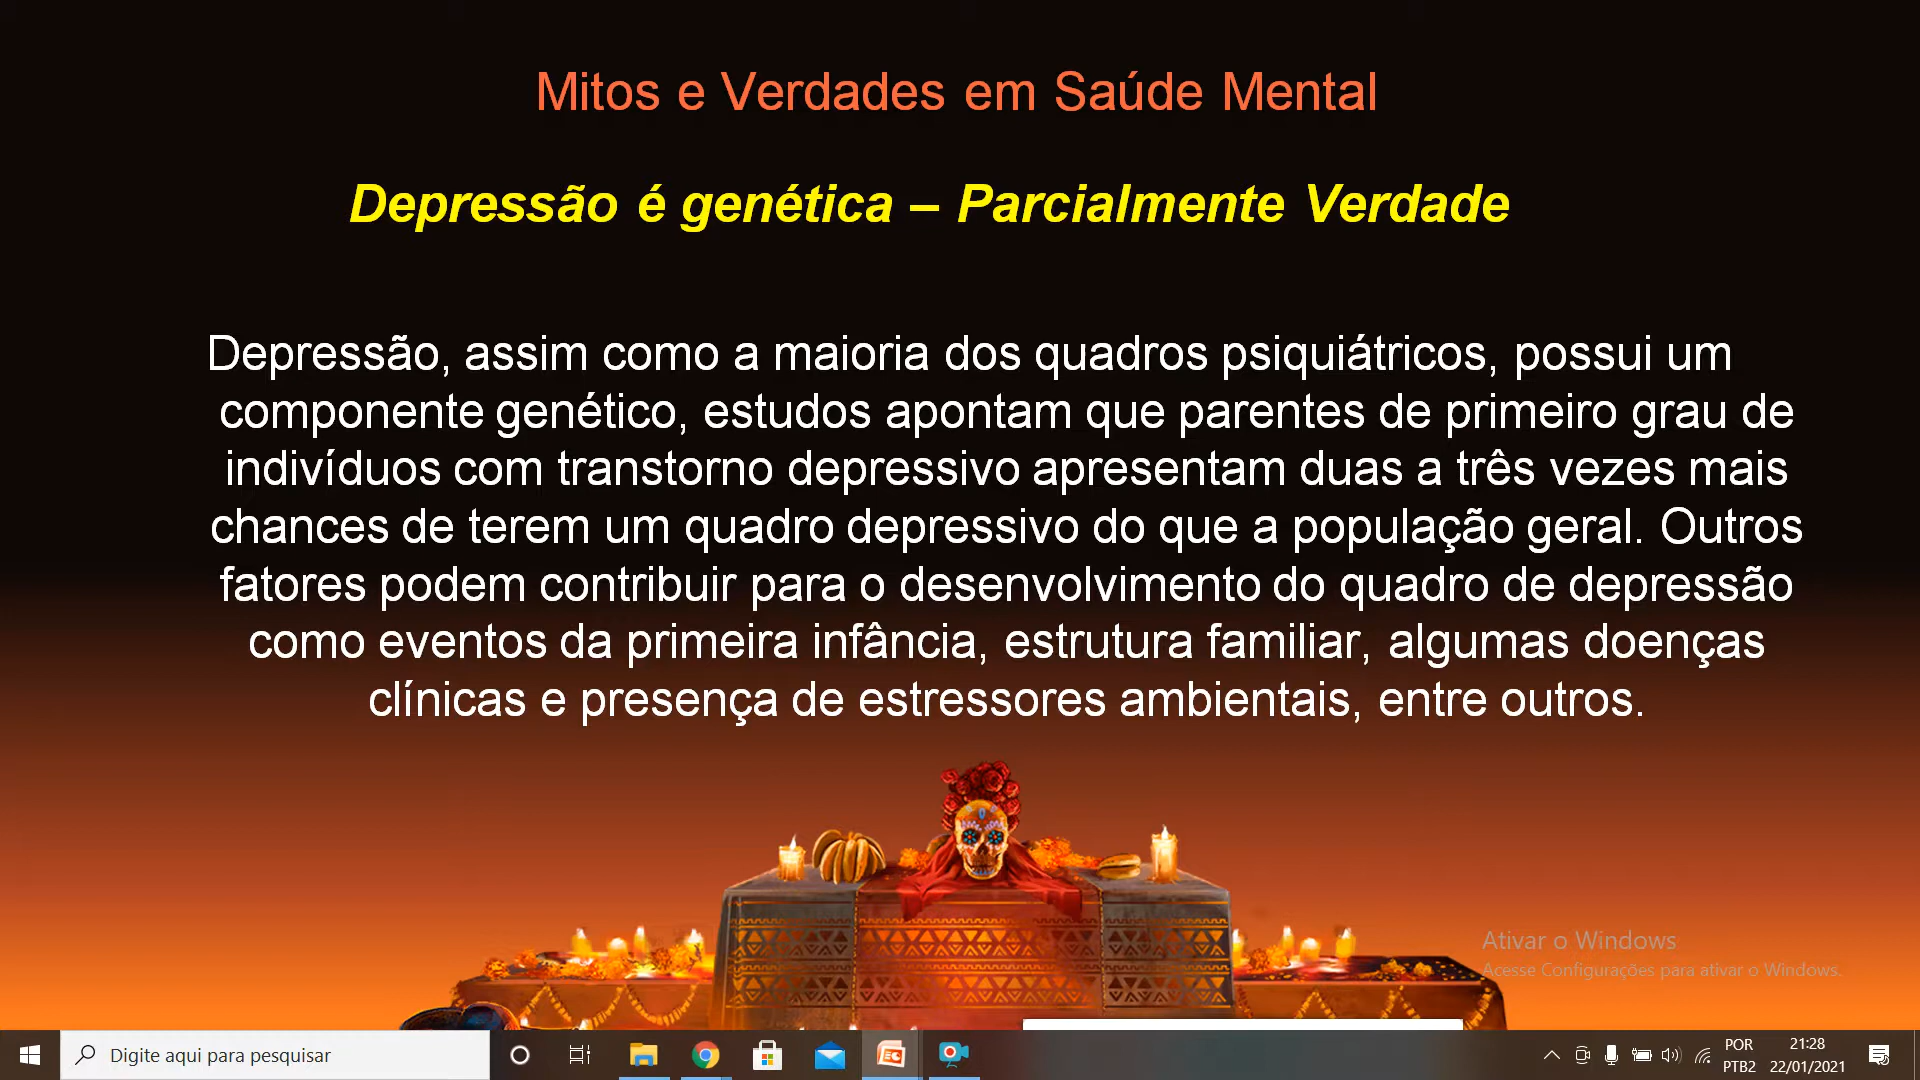 Mitos e Verdades em Saúde Mental
Depressão é genética – Parcialmente Verdade
Depressão, assim como a maioria dos quadros psiquiátricos, possui um
componente genético, estudos apontam que parentes de primeiro grau de
indivíduos com transtorno depressivo apresentam duas a três vezes mais
chances de terem um quadro depressivo do que a população geral. Outros
fatores podem contribuir para o desenvolvimento do quadro de depressão
como eventos da primeira infância, estrutura familiar, algumas doenças
clínicas e presença de estressores ambientais, entre outros.
Ativar o Windows
Acesse Configurações para ativar o Windows.
Digite aqui para pesquisar
POR
PTB2
21:28
22/01/2021